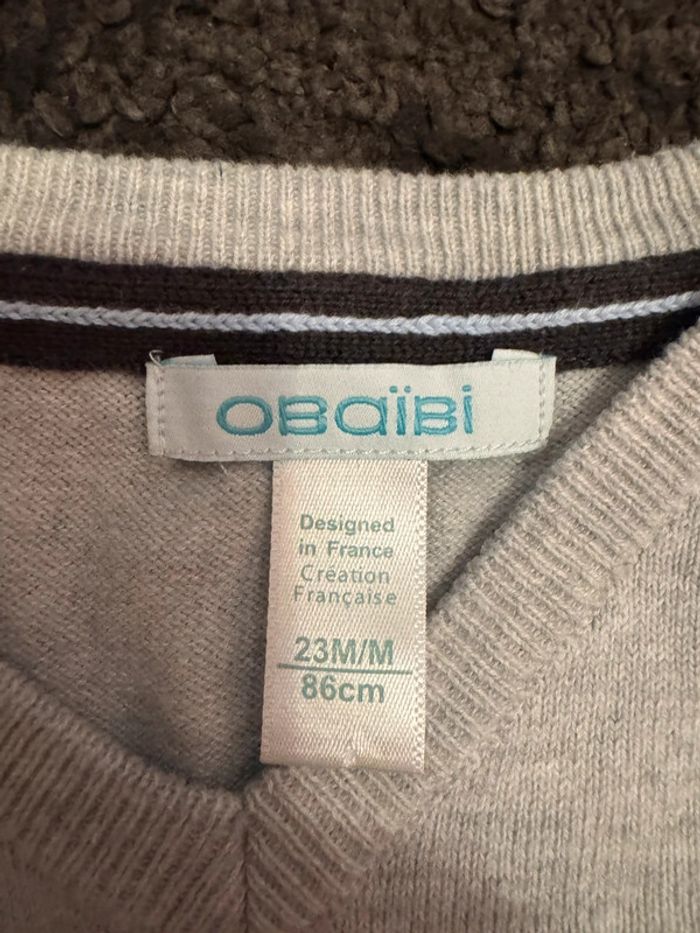 OBaïBi
Designed
in France
Création
Française
23M/M
86cm